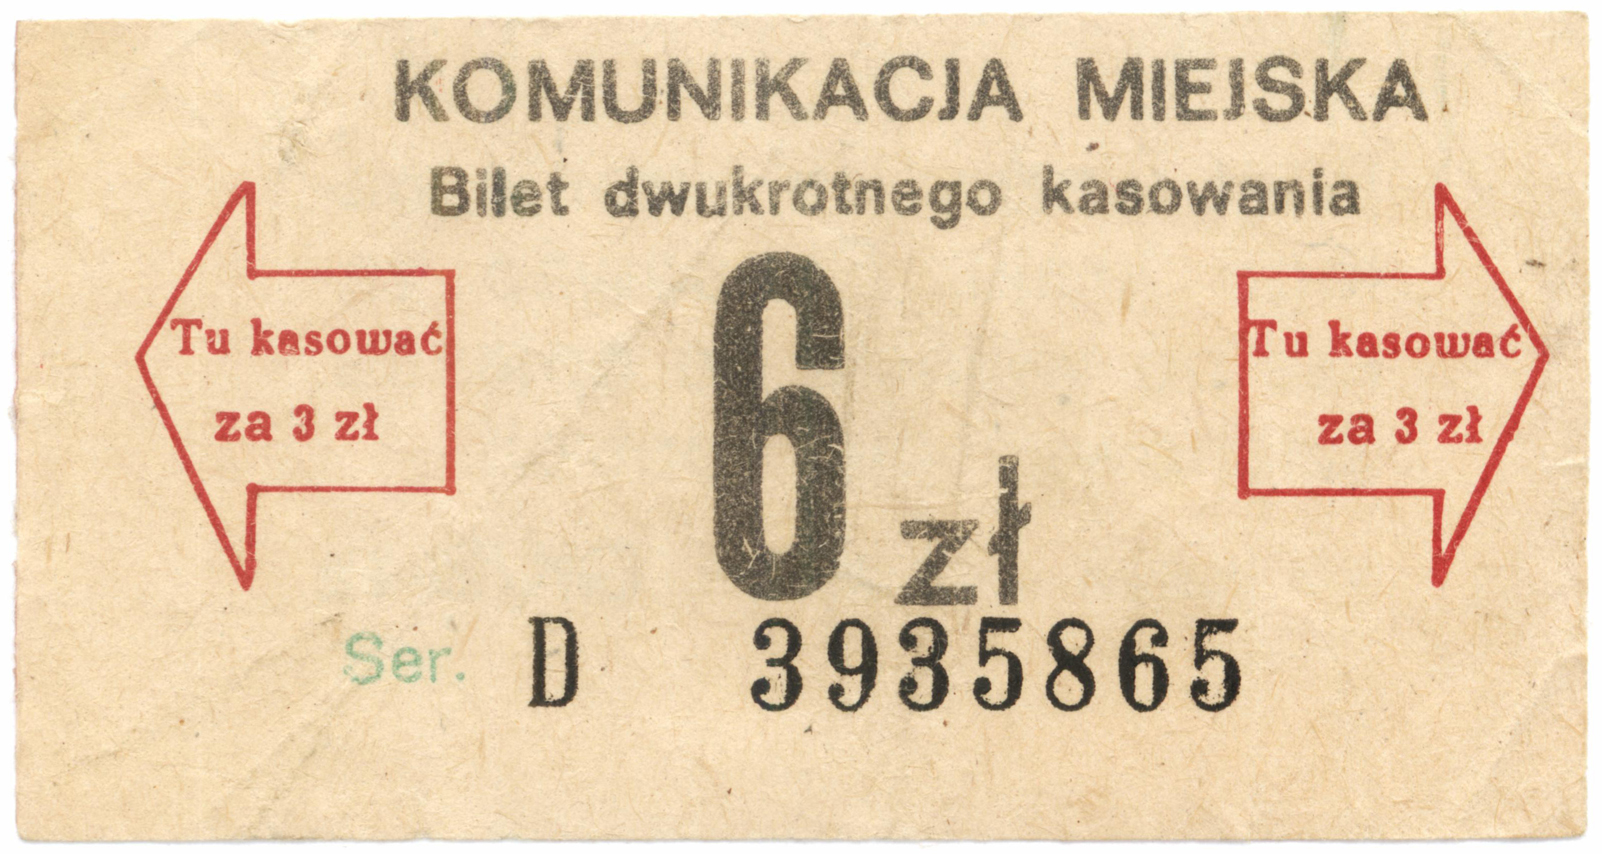 KOMUNIKACJA MIEJSKA
Bilet dwukrotnego kasowania
Tu kasować
za 3 zł
6 zł
Tu kasować
za 3 zł
Ser. D 3935865